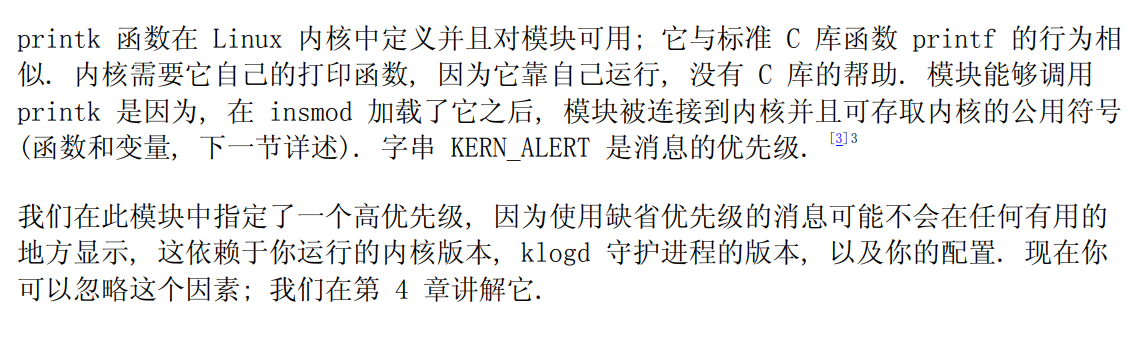 printk 函数在 Linux 内核中定义并且对模块可用; 它与标准 C 库函数 printf 的行为相
似. 内核需要它自己的打印函数, 因为它靠自己运行, 没有 C 库的帮助. 模块能够调用
printk 是因为, 在 insmod 加载了它之后, 模块被连接到内核并且可存取内核的公用符号
(函数和变量, 下一节详述). 字串 KERN_ALERT 是消息的优先级. [3]3
我们在此模块中指定了一个高优先级, 因为使用缺省优先级的消息可能不会在任何有用的
地方显示, 这依赖于你运行的内核版本, klogd 守护进程的版本, 以及你的配置. 现在你
可以忽略这个因素; 我们在第 4 章讲解它.